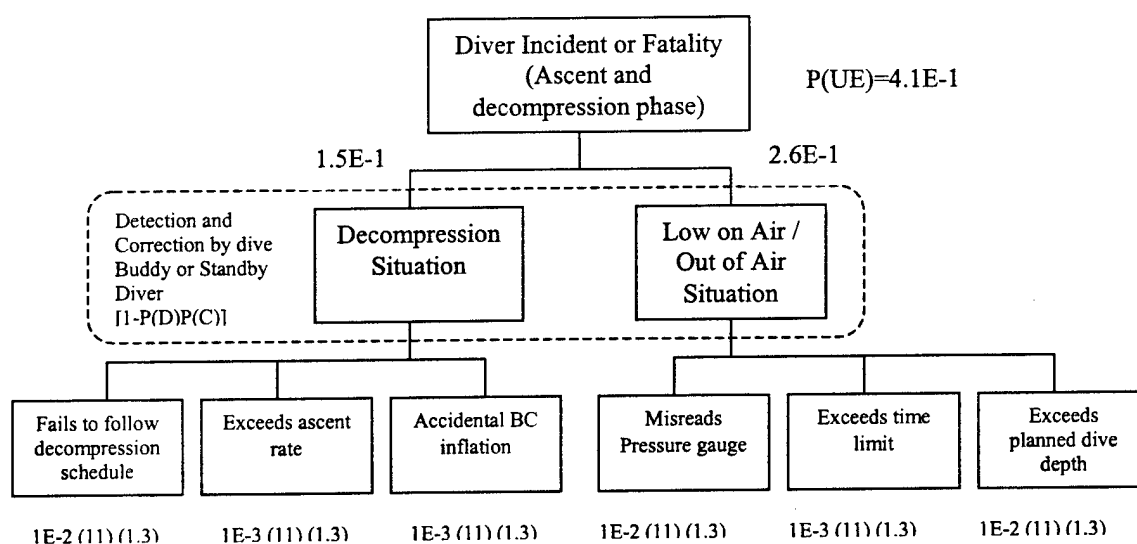 Diver Incident or Fatality
(Ascent and
decompression phase)
P(UE)=4.1E-1
1.5E-1
2.6E-1
Detection and
Correction by dive
Buddy or Standby
Diver
[1-P(D)P(C)]
Decompression
Situation
Low on Air /
Out of Air
Situation
Fails to follow
decompression
schedule
Exceeds ascent
rate
Accidental BC
inflation
Misreads
Pressure gauge
Exceeds time
limit
Exceeds
planned dive
depth
1E-2 (11) (1.3)
1E-3 (11) (1.3)
1E-3 (11) (1.3)
1E-2 (11) (1.3)
1E-3 (11) (1.3)
1E-2 (11) (1.3)